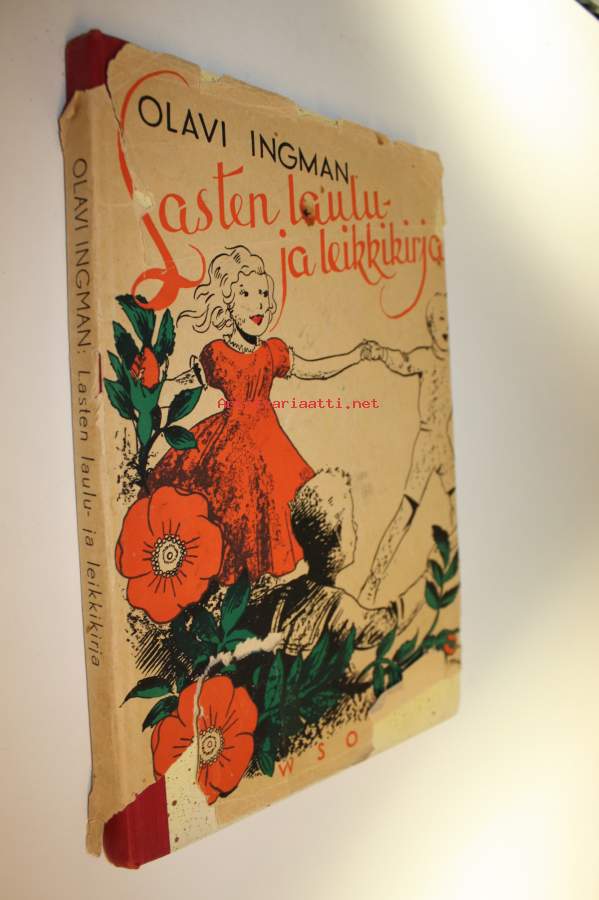 OLAVI INGMAN
Lasten laulu-
ja leikkikirja
WSO
OLAVI INGMAN: Lasten laulu- ja leikkikirja